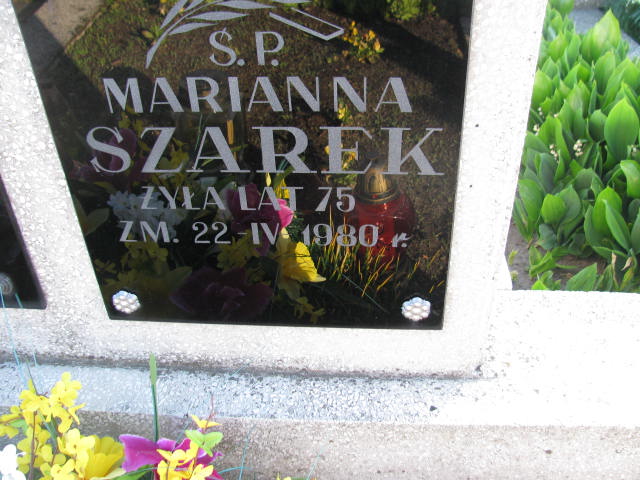 Ś.P.
MARIANNA
SZAREK
ŻYŁA LAT 75
ZM. 22-IV-1980 r.